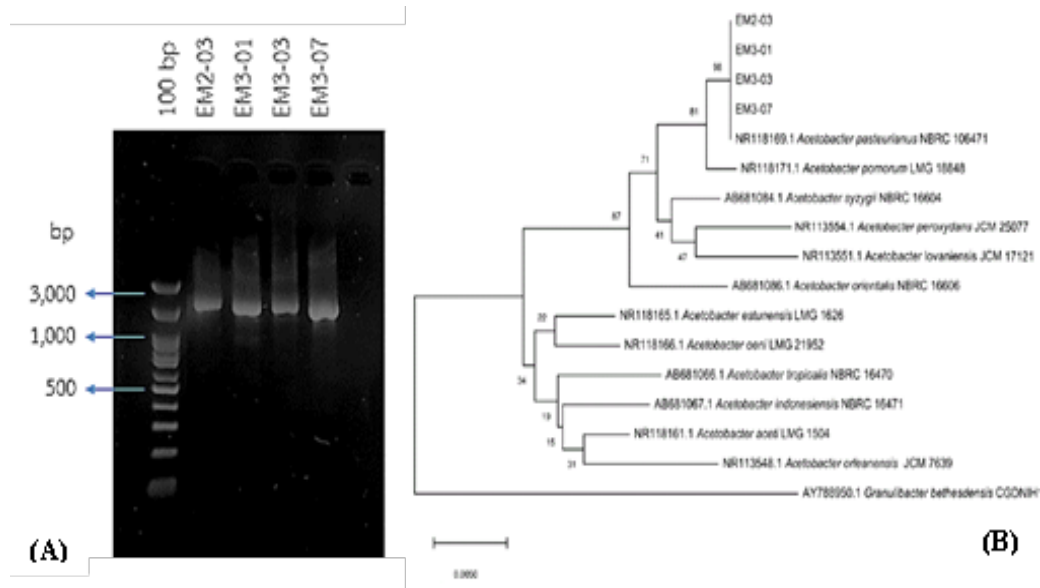 100 bp
EM2-03
EM3-01
EM3-03
EM3-07
bp
3,000
1,000
500
(A)
EM2-03
EM3-01
EM3-03
EM3-07
NR118169.1 Acetobacter pasteurianus NBRC 106471
NR118171.1 Acetobacter pomorum LMG 18848
AB681084.1 Acetobacter syzygii NBRC 16604
NR113554.1 Acetobacter peroxydans JCM 25077
NR113551.1 Acetobacter lovaniensis JCM 17121
AB681086.1 Acetobacter orientalis NBRC 16606
NR118165.1 Acetobacter estunensis LMG 1626
NR118166.1 Acetobacter oeni LMG 21952
AB681066.1 Acetobacter tropicalis NBRC 16470
AB681067.1 Acetobacter indonesiensis NBRC 16471
NR118161.1 Acetobacter aceti LMG 1504
NR113548.1 Acetobacter orleanensis JCM 7639
AY788950.1 Granulibacter bethesdensis CGDNIH1
81
71
41
47
22
34
19
15
31
(B)